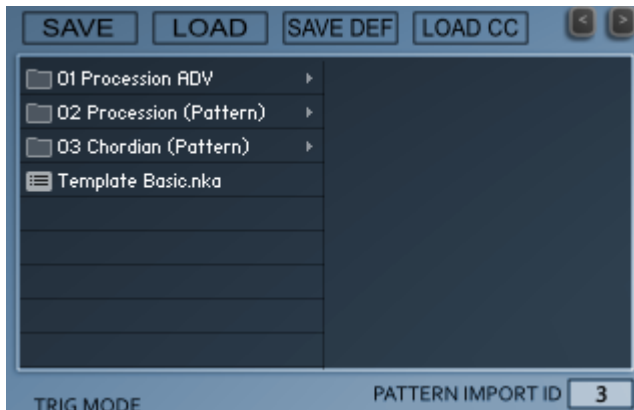 SAVE LOAD SAVE DEF LOAD CC < >
01 Procession ADV
02 Procession (Pattern)
03 Chordian (Pattern)
Template Basic.nka
PATTERN IMPORT ID 3
TRIG MODE